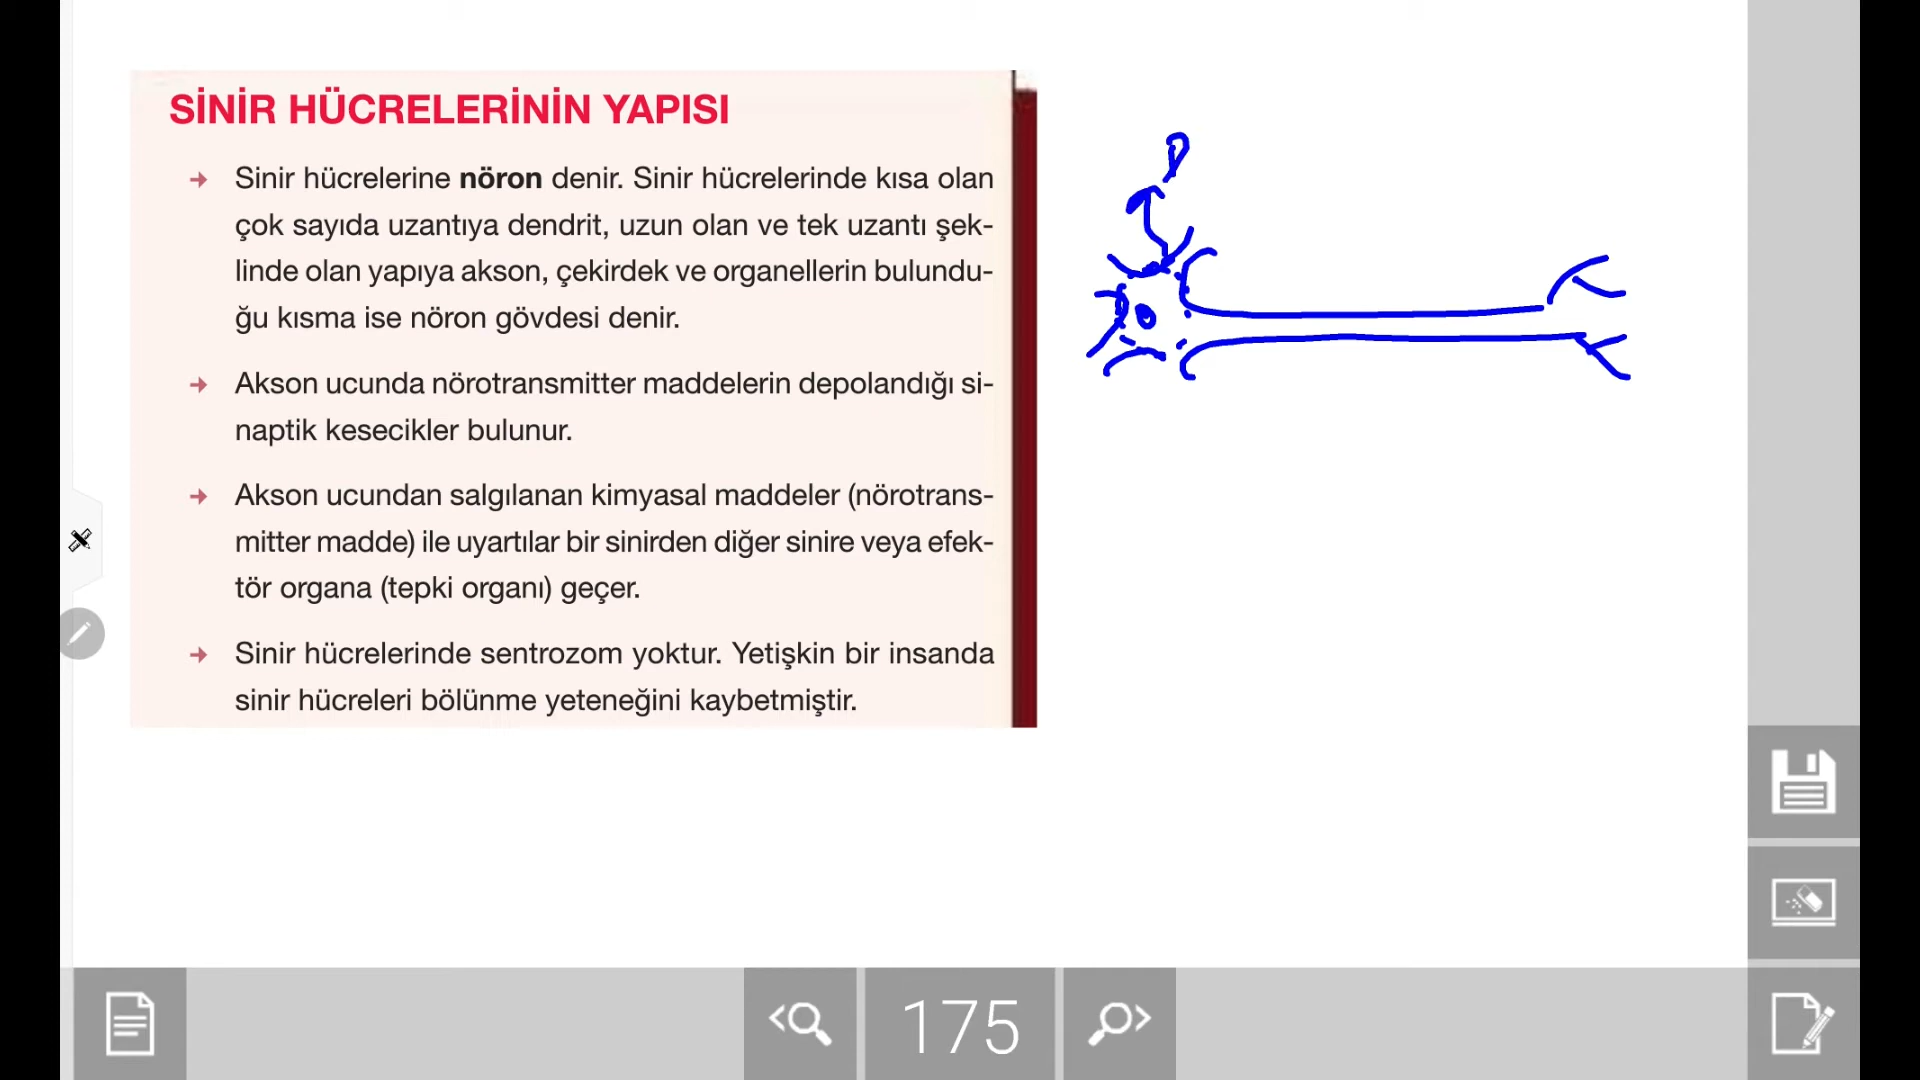 SİNİR HÜCRELERİNİN YAPISI
→ Sinir hücrelerine nöron denir. Sinir hücrelerinde kısa olan
çok sayıda uzantıya dendrit, uzun olan ve tek uzantı şek-
linde olan yapıya akson, çekirdek ve organellerin bulundu-
ğu kısma ise nöron gövdesi denir.
→ Akson ucunda nörotransmitter maddelerin depolandığı si-
naptik kesecikler bulunur.
→ Akson ucundan salgılanan kimyasal maddeler (nörotrans-
mitter madde) ile uyartılar bir sinirden diğer sinire veya efek-
tör organa (tepki organı) geçer.
→ Sinir hücrelerinde sentrozom yoktur. Yetişkin bir insanda
sinir hücreleri bölünme yeteneğini kaybetmiştir.
175